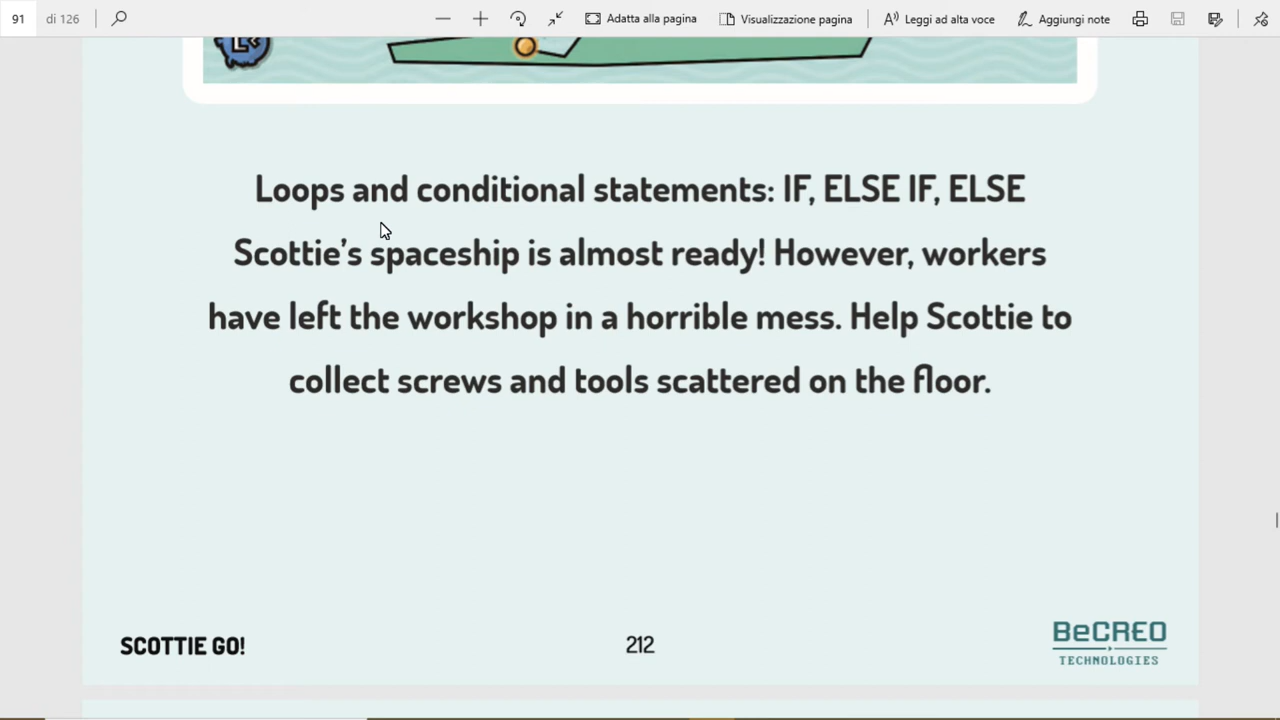 91 di 126 Adatta alla pagina Visualizzazione pagina Leggi ad alta voce Aggiungi note
L
Loops and conditional statements: IF, ELSE IF, ELSE
Scottie’s spaceship is almost ready! However, workers
have left the workshop in a horrible mess. Help Scottie to
collect screws and tools scattered on the floor.
SCOTTIE GO! 212 BeCREO
TECHNOLOGIES